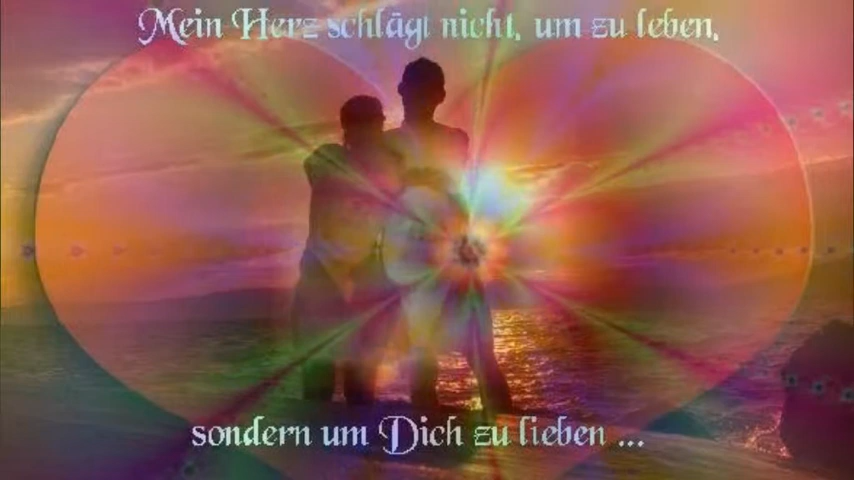 Mein Herz schlägt nicht, um zu leben,
sondern um Dich zu lieben ...